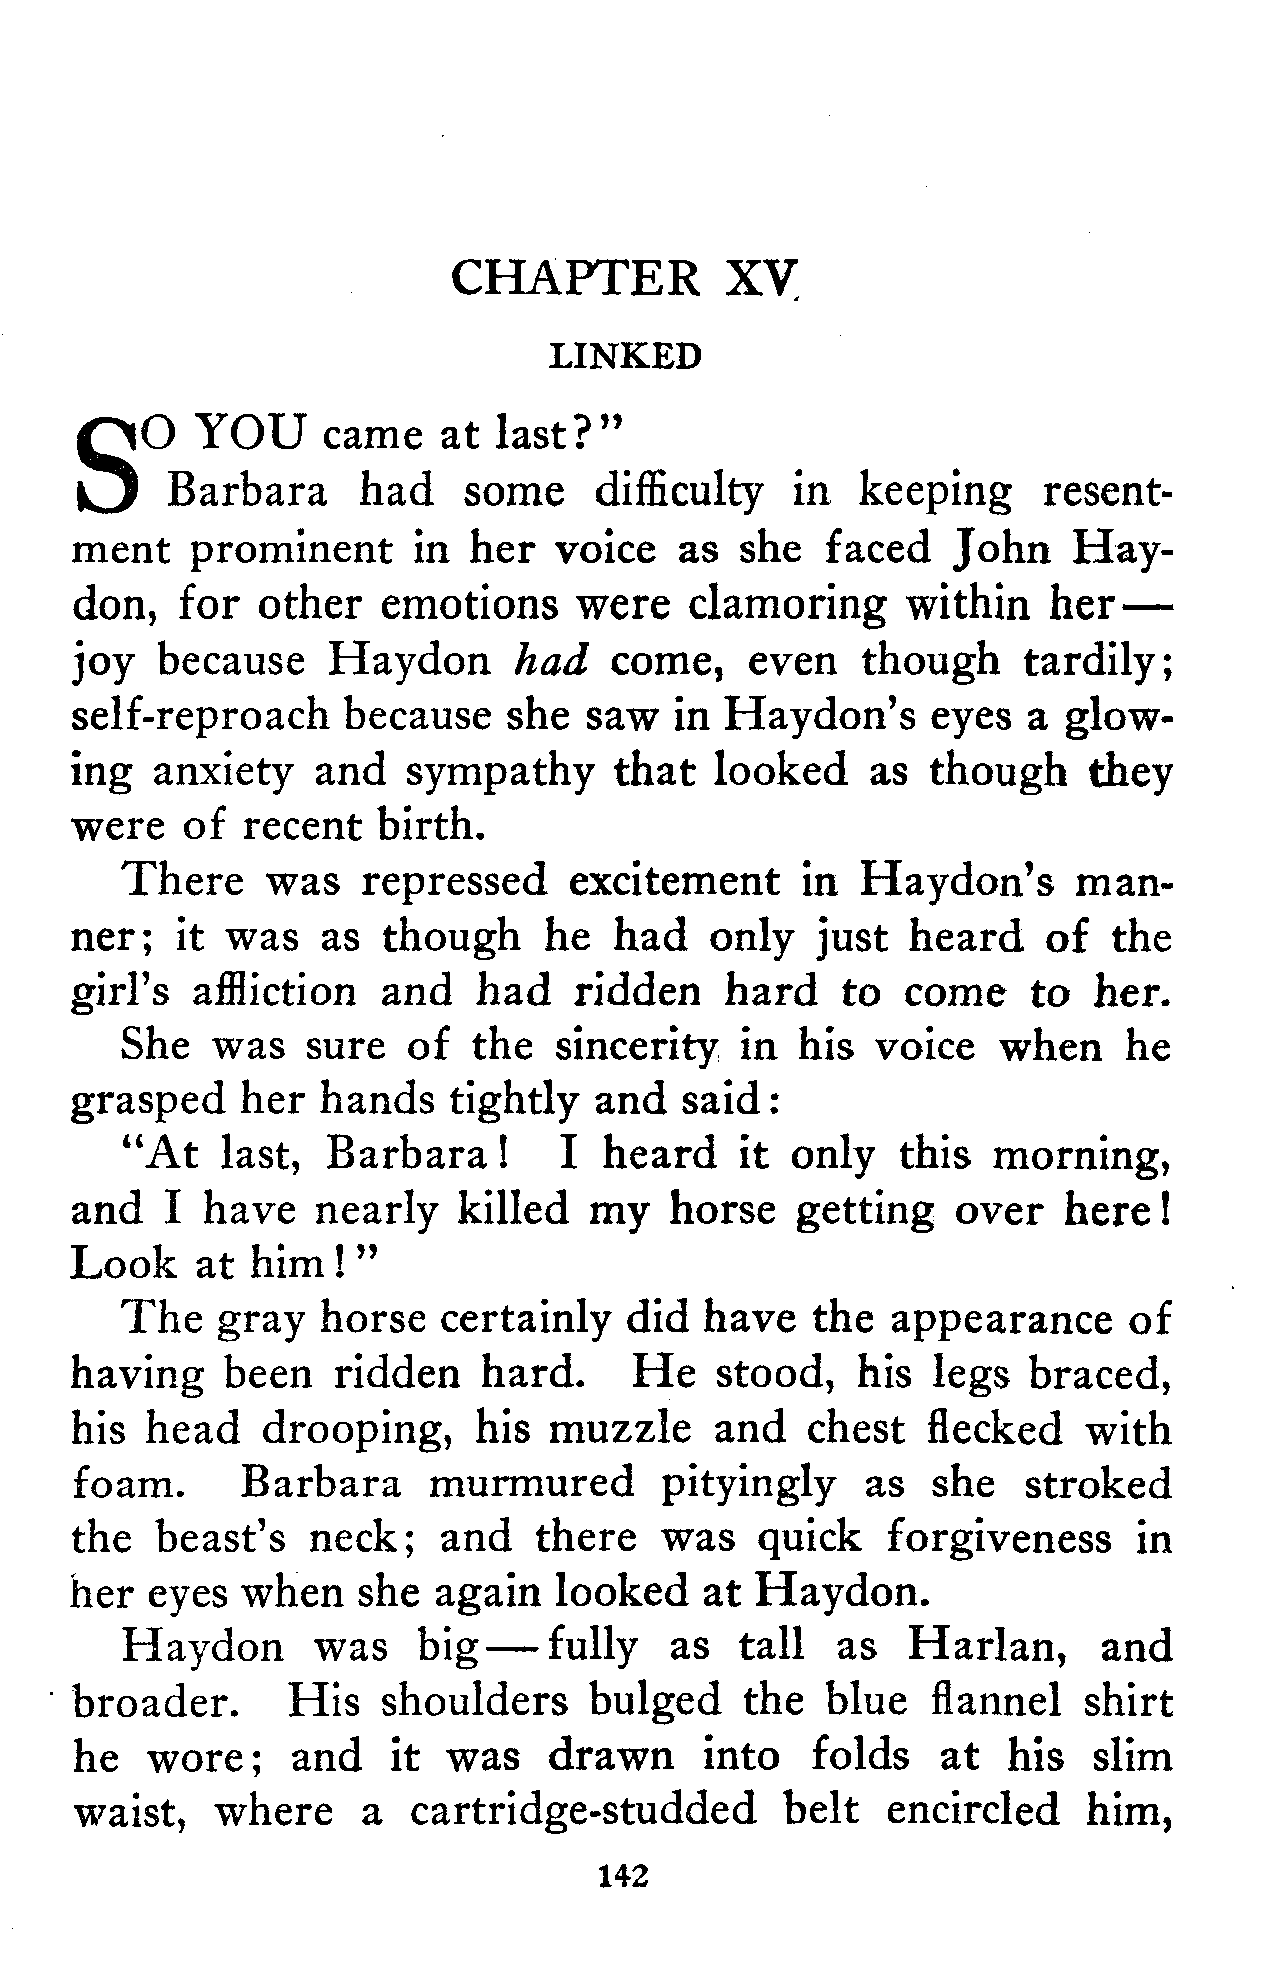 CHAPTER XV
LINKED
SO YOU came at last?”
Barbara had some difficulty in keeping resent-
ment prominent in her voice as she faced John Hay-
don, for other emotions were clamoring within her—
joy because Haydon had come, even though tardily;
self-reproach because she saw in Haydon's eyes a glow-
ing anxiety and sympathy that looked as though they
were of recent birth.
There was repressed excitement in Haydon's man-
ner; it was as though he had only just heard of the
girl's affliction and had ridden hard to come to her.
She was sure of the sincerity in his voice when he
grasped her hands tightly and said:
“At last, Barbara! I heard it only this morning,
and I have nearly killed my horse getting over here!
Look at him!”
The gray horse certainly did have the appearance of
having been ridden hard. He stood, his legs braced,
his head drooping, his muzzle and chest flecked with
foam. Barbara murmured pityingly as she stroked
the beast's neck; and there was quick forgiveness in
her eyes when she again looked at Haydon.
Haydon was big—fully as tall as Harlan, and
broader. His shoulders bulged the blue flannel shirt
he wore; and it was drawn into folds at his slim
waist, where a cartridge-studded belt encircled him,
142